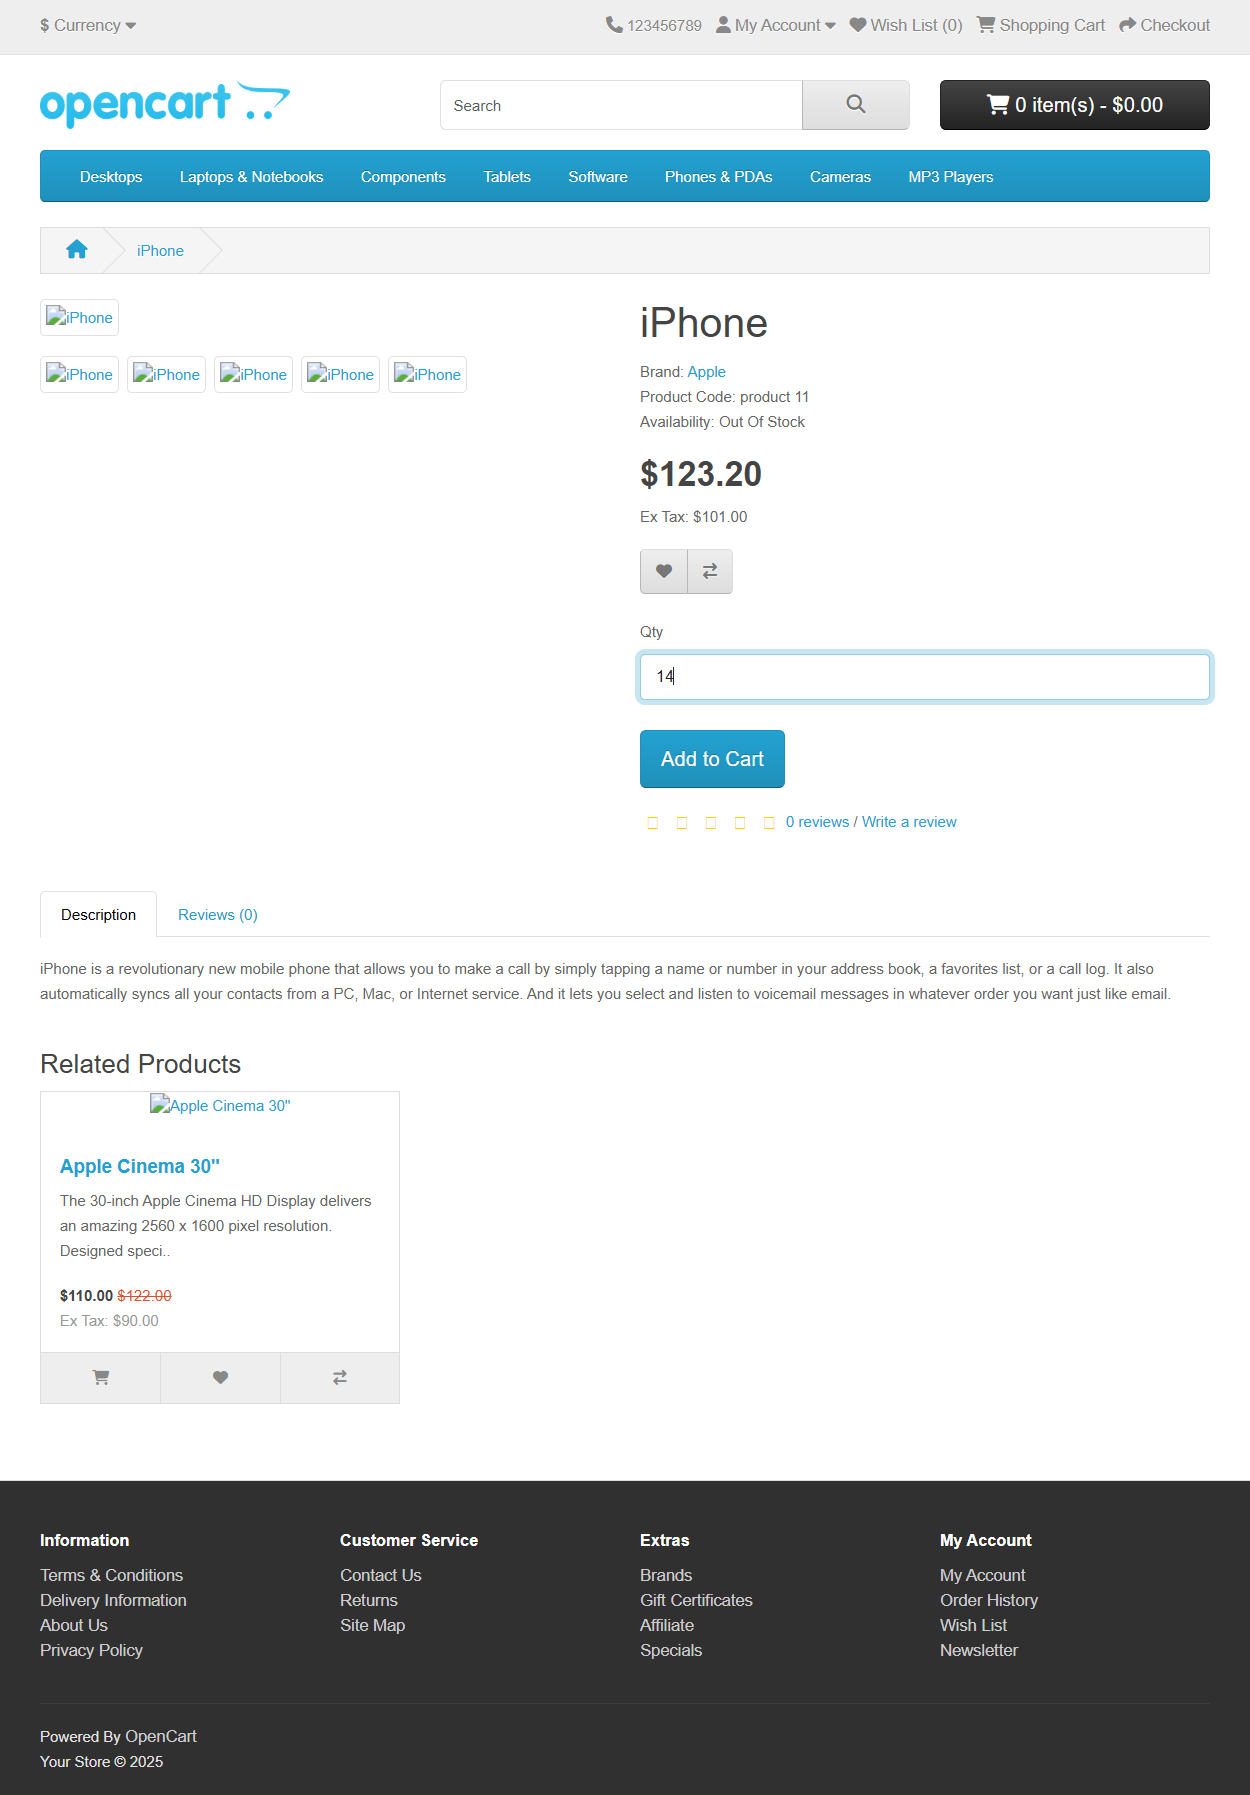 $ Currency
123456789 My Account Wish List (0) Shopping Cart Checkout
opencart
Search
0 item(s) - $0.00
Desktops Laptops & Notebooks Components Tablets Software Phones & PDAs Cameras MP3 Players
iPhone
iPhone
iPhone iPhone iPhone iPhone iPhone
iPhone
Brand: Apple
Product Code: product 11
Availability: Out Of Stock
$123.20
Ex Tax: $101.00
Qty
14
Add to Cart
0 reviews / Write a review
Description Reviews (0)
iPhone is a revolutionary new mobile phone that allows you to make a call by simply tapping a name or number in your address book, a favorites list, or a call log. It also
automatically syncs all your contacts from a PC, Mac, or Internet service. And it lets you select and listen to voicemail messages in whatever order you want just like email.
Related Products
Apple Cinema 30"
Apple Cinema 30"
The 30-inch Apple Cinema HD Display delivers
an amazing 2560 x 1600 pixel resolution.
Designed speci..
$110.00 $122.00
Ex Tax: $90.00
Information
Terms & Conditions
Delivery Information
About Us
Privacy Policy
Customer Service
Contact Us
Returns
Site Map
Extras
Brands
Gift Certificates
Affiliate
Specials
My Account
My Account
Order History
Wish List
Newsletter
Powered By OpenCart
Your Store © 2025